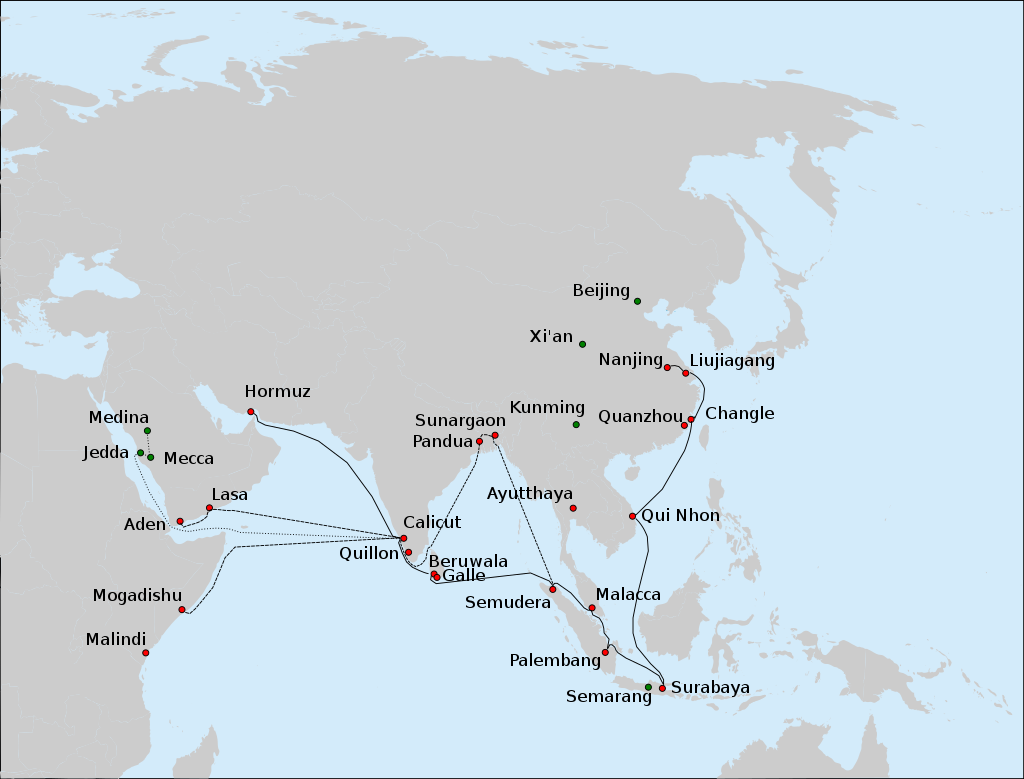 Beijing
Xi'an
Nanjing
Liujiagang
Hormuz
Kunming
Changle
Medina
Sunargaon
Quanzhou
Pandua
Jedda
Mecca
Lasa
Ayutthaya
Qui Nhon
Aden
Calicut
Quillon
Beruwala
Galle
Mogadishu
Semudera
Malacca
Malindi
Palembang
Surabaya
Semarang